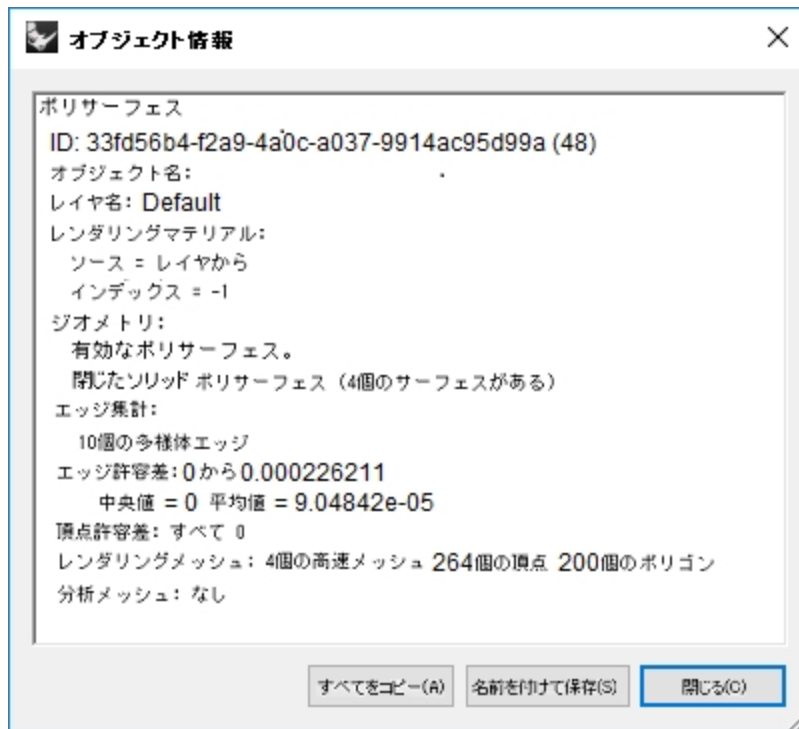 オブジェクト情報
ポリサーフェス
ID: 33fd56b4-f2a9-4a0c-a037-9914ac95d99a (48)
オブジェクト名:
レイヤ名: Default
レンダリングマテリアル:
ソース = レイヤから
インデックス = -1
ジオメトリ:
有効なポリサーフェス。
閉じたソリッド ポリサーフェス (4個のサーフェスがある)
エッジ集計:
10個の多様体エッジ
エッジ許容差: 0 から 0.000226211
中央値 = 0 平均値 = 9.04842e-05
頂点許容差: すべて 0
レンダリングメッシュ: 4個の高速メッシュ 264個の頂点 200個のポリゴン
分析メッシュ: なし
すべてをコピー(A) 名前を付けて保存(S) 閉じる(C)